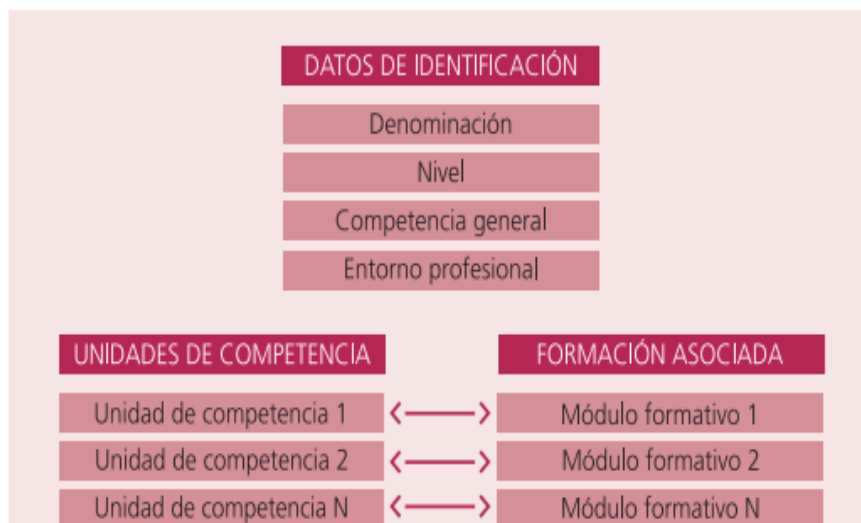 DATOS DE IDENTIFICACIÓN
Denominación
Nivel
Competencia general
Entorno profesional
UNIDADES DE COMPETENCIA
FORMACIÓN ASOCIADA
Unidad de competencia 1
Módulo formativo 1
Unidad de competencia 2
Módulo formativo 2
Unidad de competencia N
Módulo formativo N